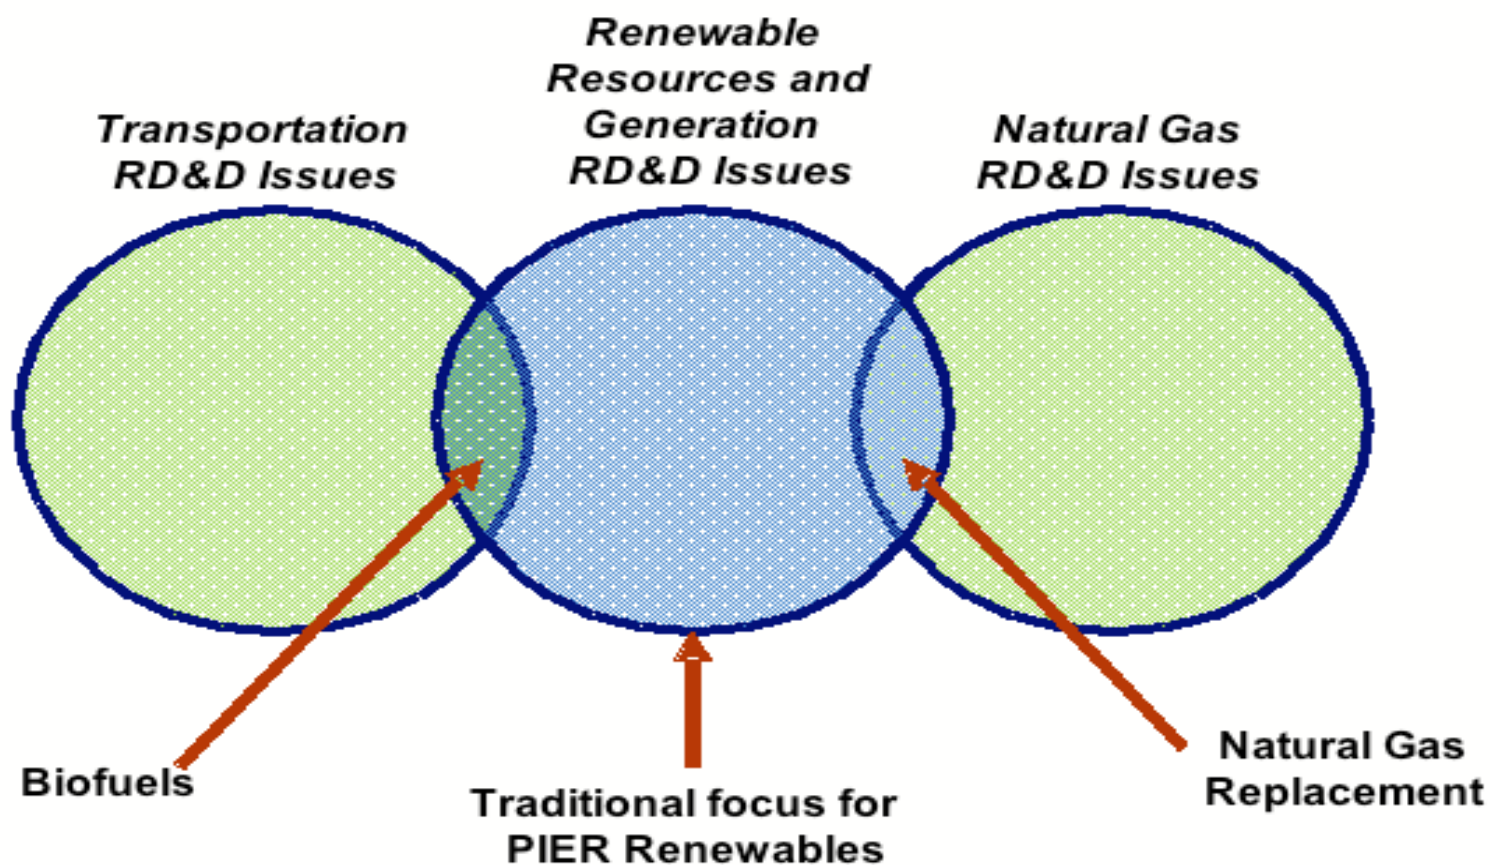 Renewable
Resources and
Generation
RD&D Issues
Transportation
RD&D Issues
Natural Gas
RD&D Issues
Biofuels
Traditional focus for
PIER Renewables
Natural Gas
Replacement